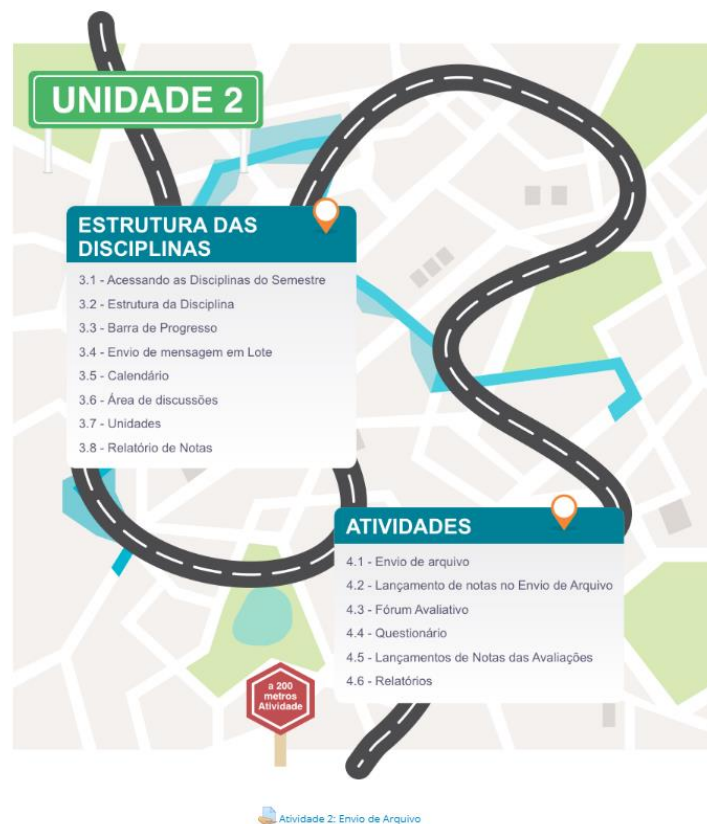 UNIDADE 2
ESTRUTURA DAS
DISCIPLINAS
3.1 - Acessando as Disciplinas do Semestre
3.2 - Estrutura da Disciplina
3.3 - Barra de Progresso
3.4 - Envio de mensagem em Lote
3.5 - Calendário
3.6 - Área de discussões
3.7 - Unidades
3.8 - Relatório de Notas
ATIVIDADES
4.1 - Envio de arquivo
4.2 - Lançamento de notas no Envio de Arquivo
4.3 - Fórum Avaliativo
4.4 - Questionário
4.5 - Lançamentos de Notas das Avaliações
4.6 - Relatórios
a 200
metros
Atividade
Atividade 2: Envio de Arquivo